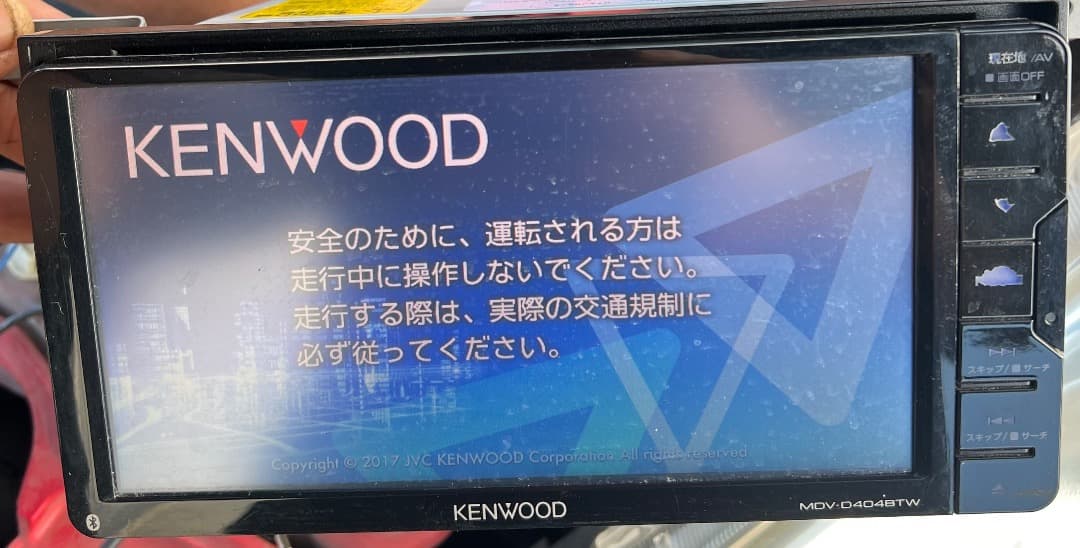 KENWOOD
安全のために、運転される方は
走行中に操作しないでください。
走行する際は、実際の交通規制に
必ず従ってください。
Copyright © 2017 JVC KENWOOD Corporation All rights reserved
KENWOOD
MDV-D404BTW
現在地 /AV
■ 画面OFF
スキップ/■ サーチ
スキップ/■ サーチ